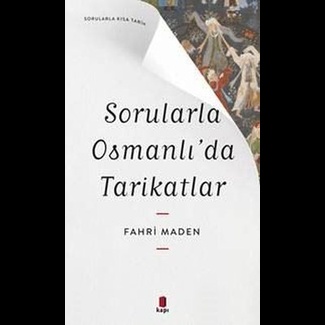 SORULARLA KISA TARİH
Sorularla
Osmanlı'da
Tarikatlar
FAHRİ MADEN
kapı